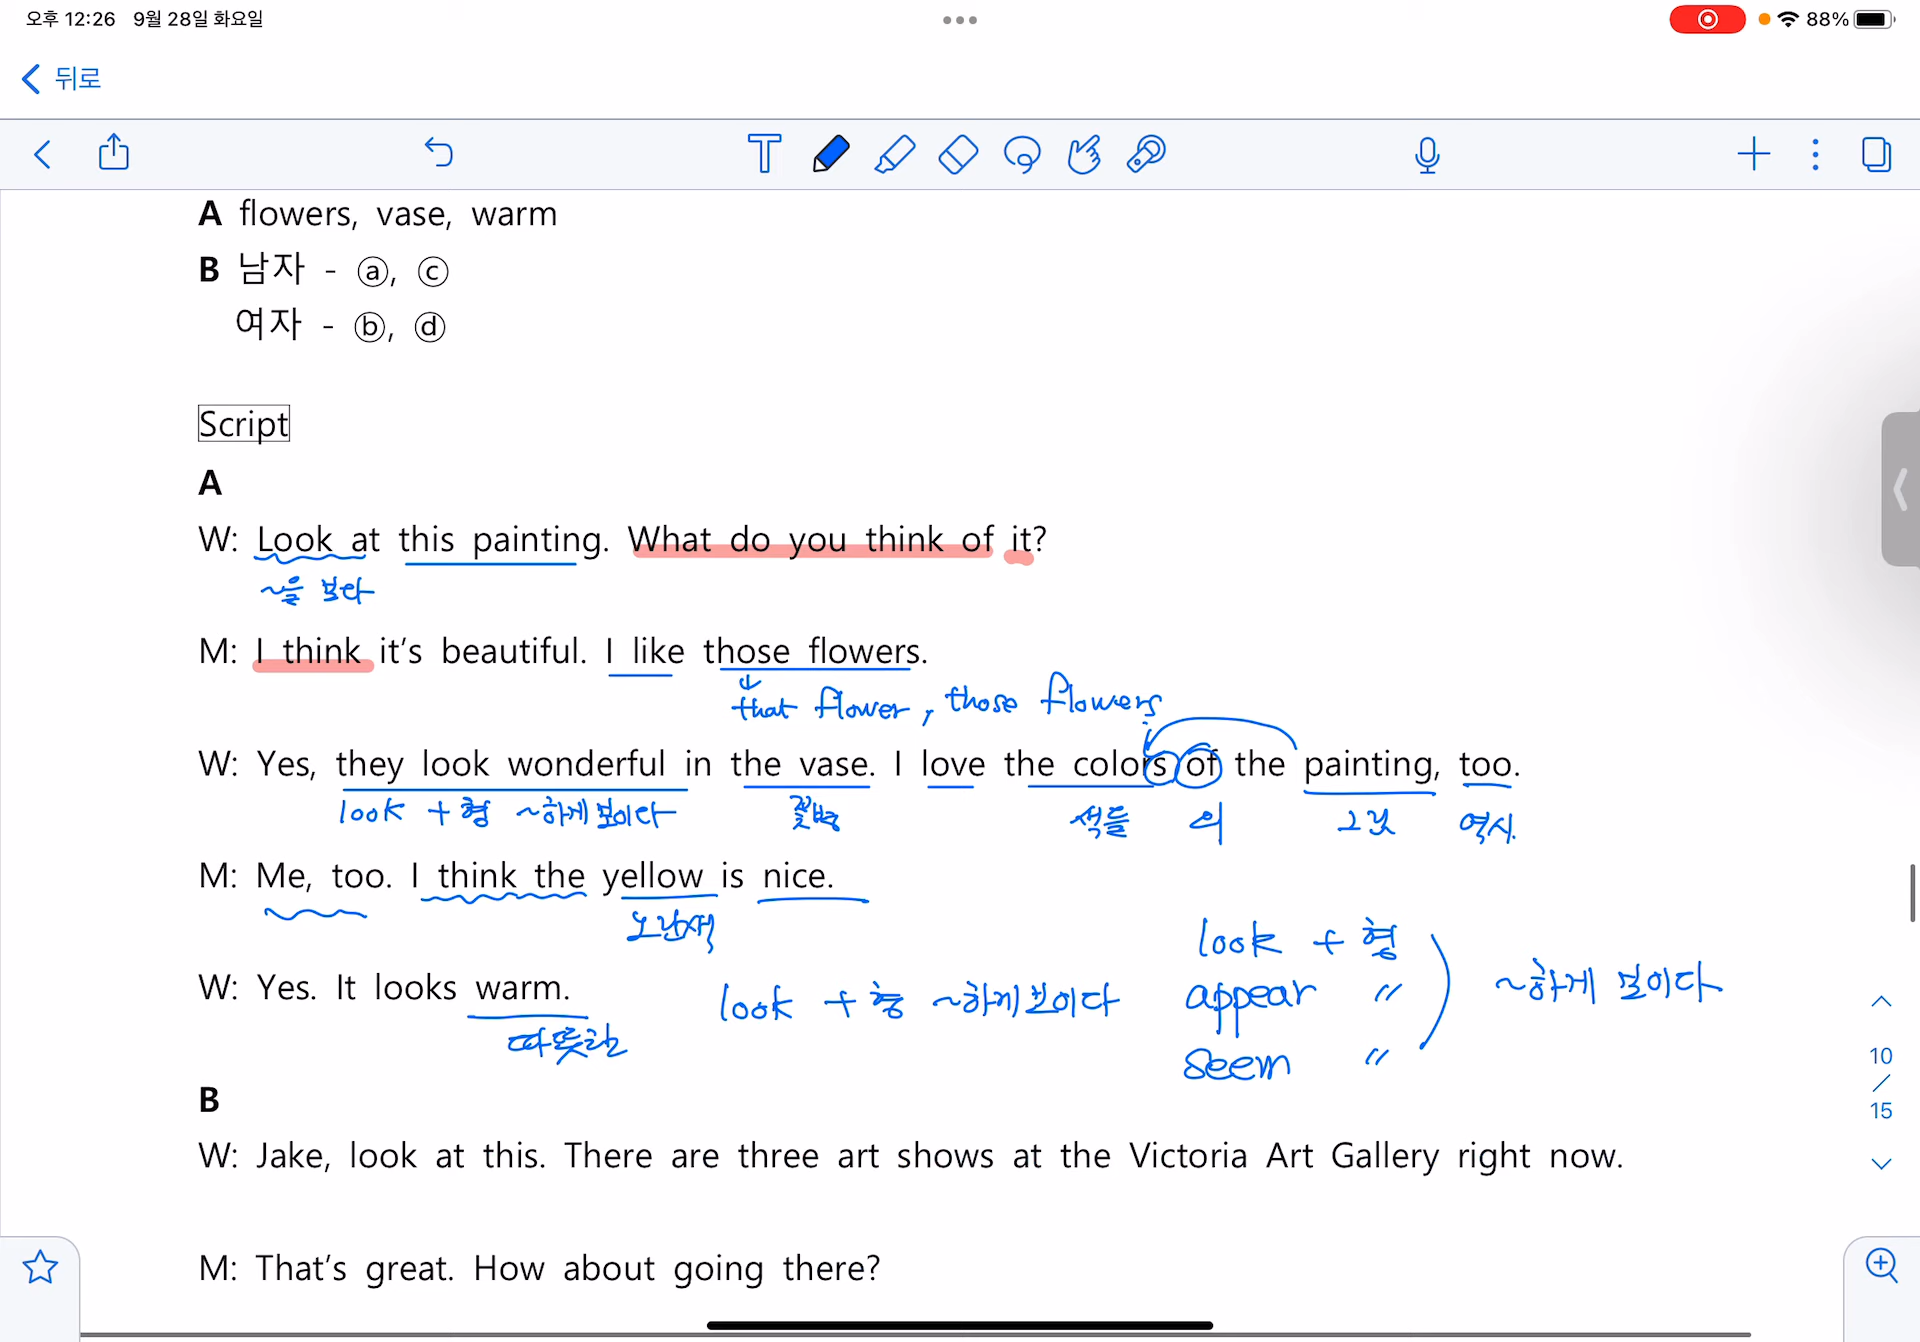 오후 12:26 9월 28일 화요일
88%
뒤로
A flowers, vase, warm
B 남자 - ⓐ, ⓒ
여자 - ⓑ, ⓓ
Script
A
W: Look at this painting. What do you think of it?
~을 보다
M: I think it's beautiful. I like those flowers.
that flower, those flowers
W: Yes, they look wonderful in the vase. I love the colors of the painting, too.
look +형 ~하게 보이다 꽃병 색들 의 그림 역시.
M: Me, too. I think the yellow is nice.
노란색
look + 형
W: Yes. It looks warm.
look + 형 ~하게 보이다
appear 〃 ~하게 보이다
따뜻한
seem 〃
10
/
15
B
W: Jake, look at this. There are three art shows at the Victoria Art Gallery right now.
M: That's great. How about going there?